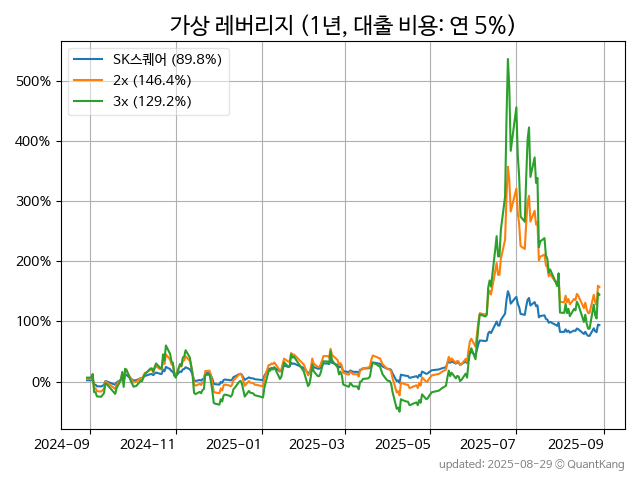 가상 레버리지 (1년, 대출 비용: 연 5%)
SK스퀘어 (89.8%)
2x (146.4%)
3x (129.2%)
500%
400%
300%
200%
100%
0%
2024-09 2024-11 2025-01 2025-03 2025-05 2025-07 2025-09
updated: 2025-08-29 © QuantKang